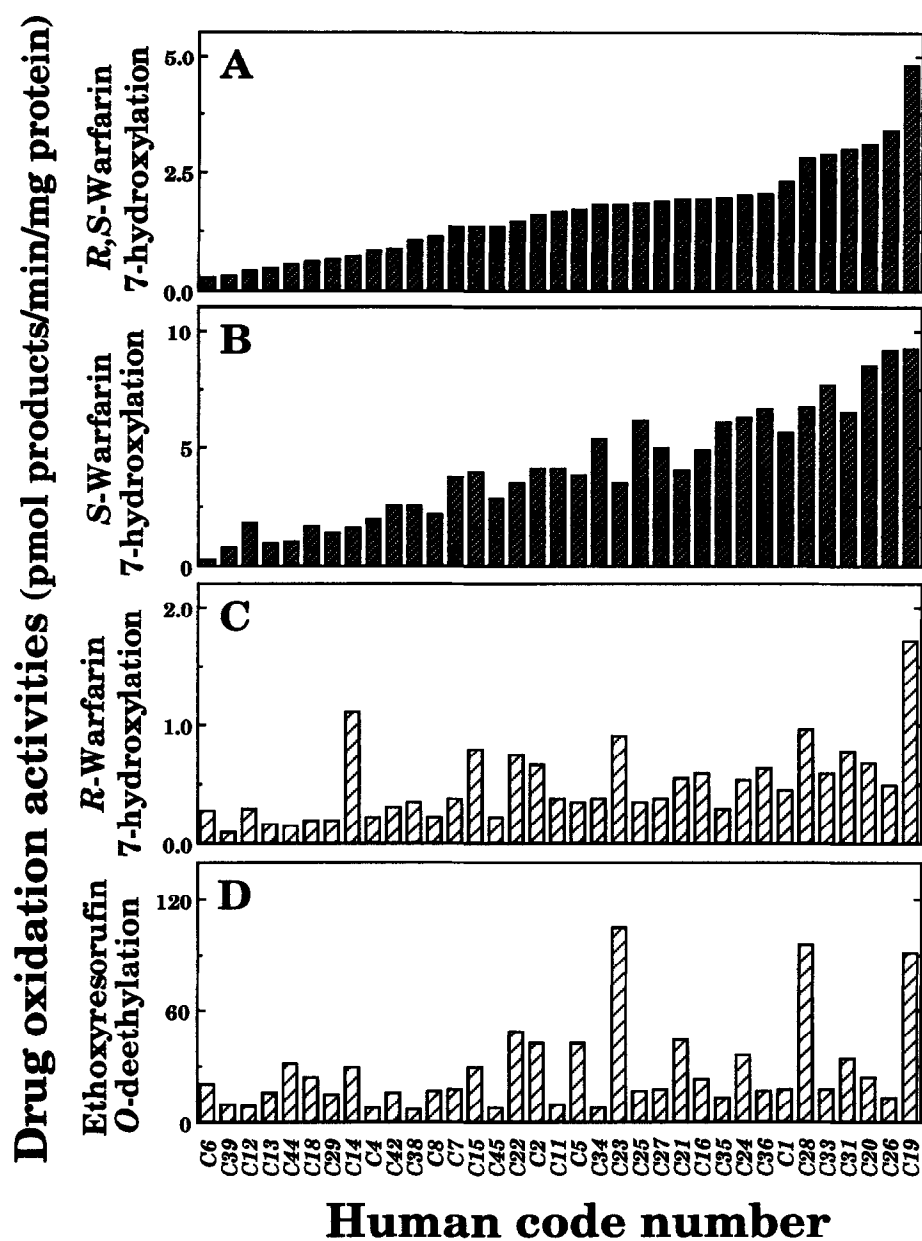 Drug oxidation activities (pmol products/min/mg protein)
R,S-Warfarin
7-hydroxylation
5.0
2.5
0.0
A
S-Warfarin
7-hydroxylation
10
5
0
B
R-Warfarin
7-hydroxylation
2.0
1.0
0.0
C
Ethoxyresorufin
O-deethylation
120
60
0
D
C6
C39
C12
C13
C44
C18
C29
C14
C4
C42
C38
C8
C7
C15
C45
C22
C2
C11
C5
C34
C23
C25
C27
C21
C16
C35
C24
C36
C1
C28
C33
C31
C20
C26
C19
Human code number